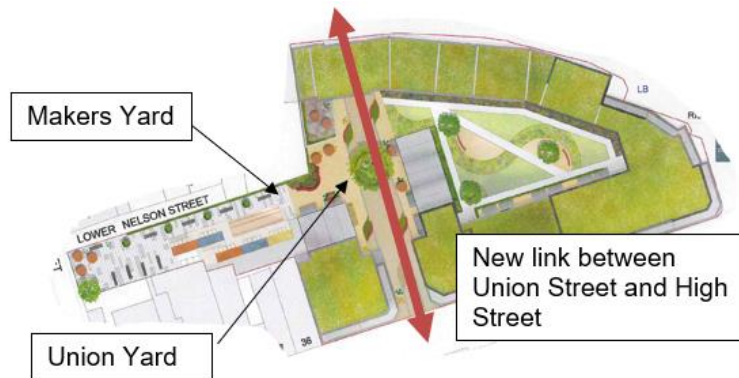 LB
Makers Yard
LOWER NELSON STREET
New link between
Union Street and High
Street
Union Yard
36